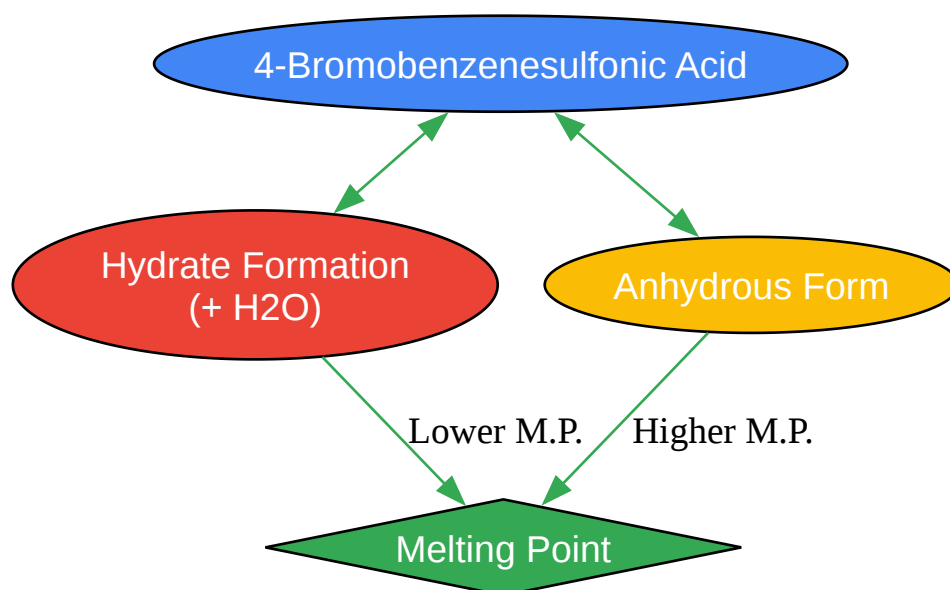 4-Bromobenzenesulfonic Acid
Hydrate Formation
(+ H2O)
Anhydrous Form
Lower M.P.
Higher M.P.
Melting Point